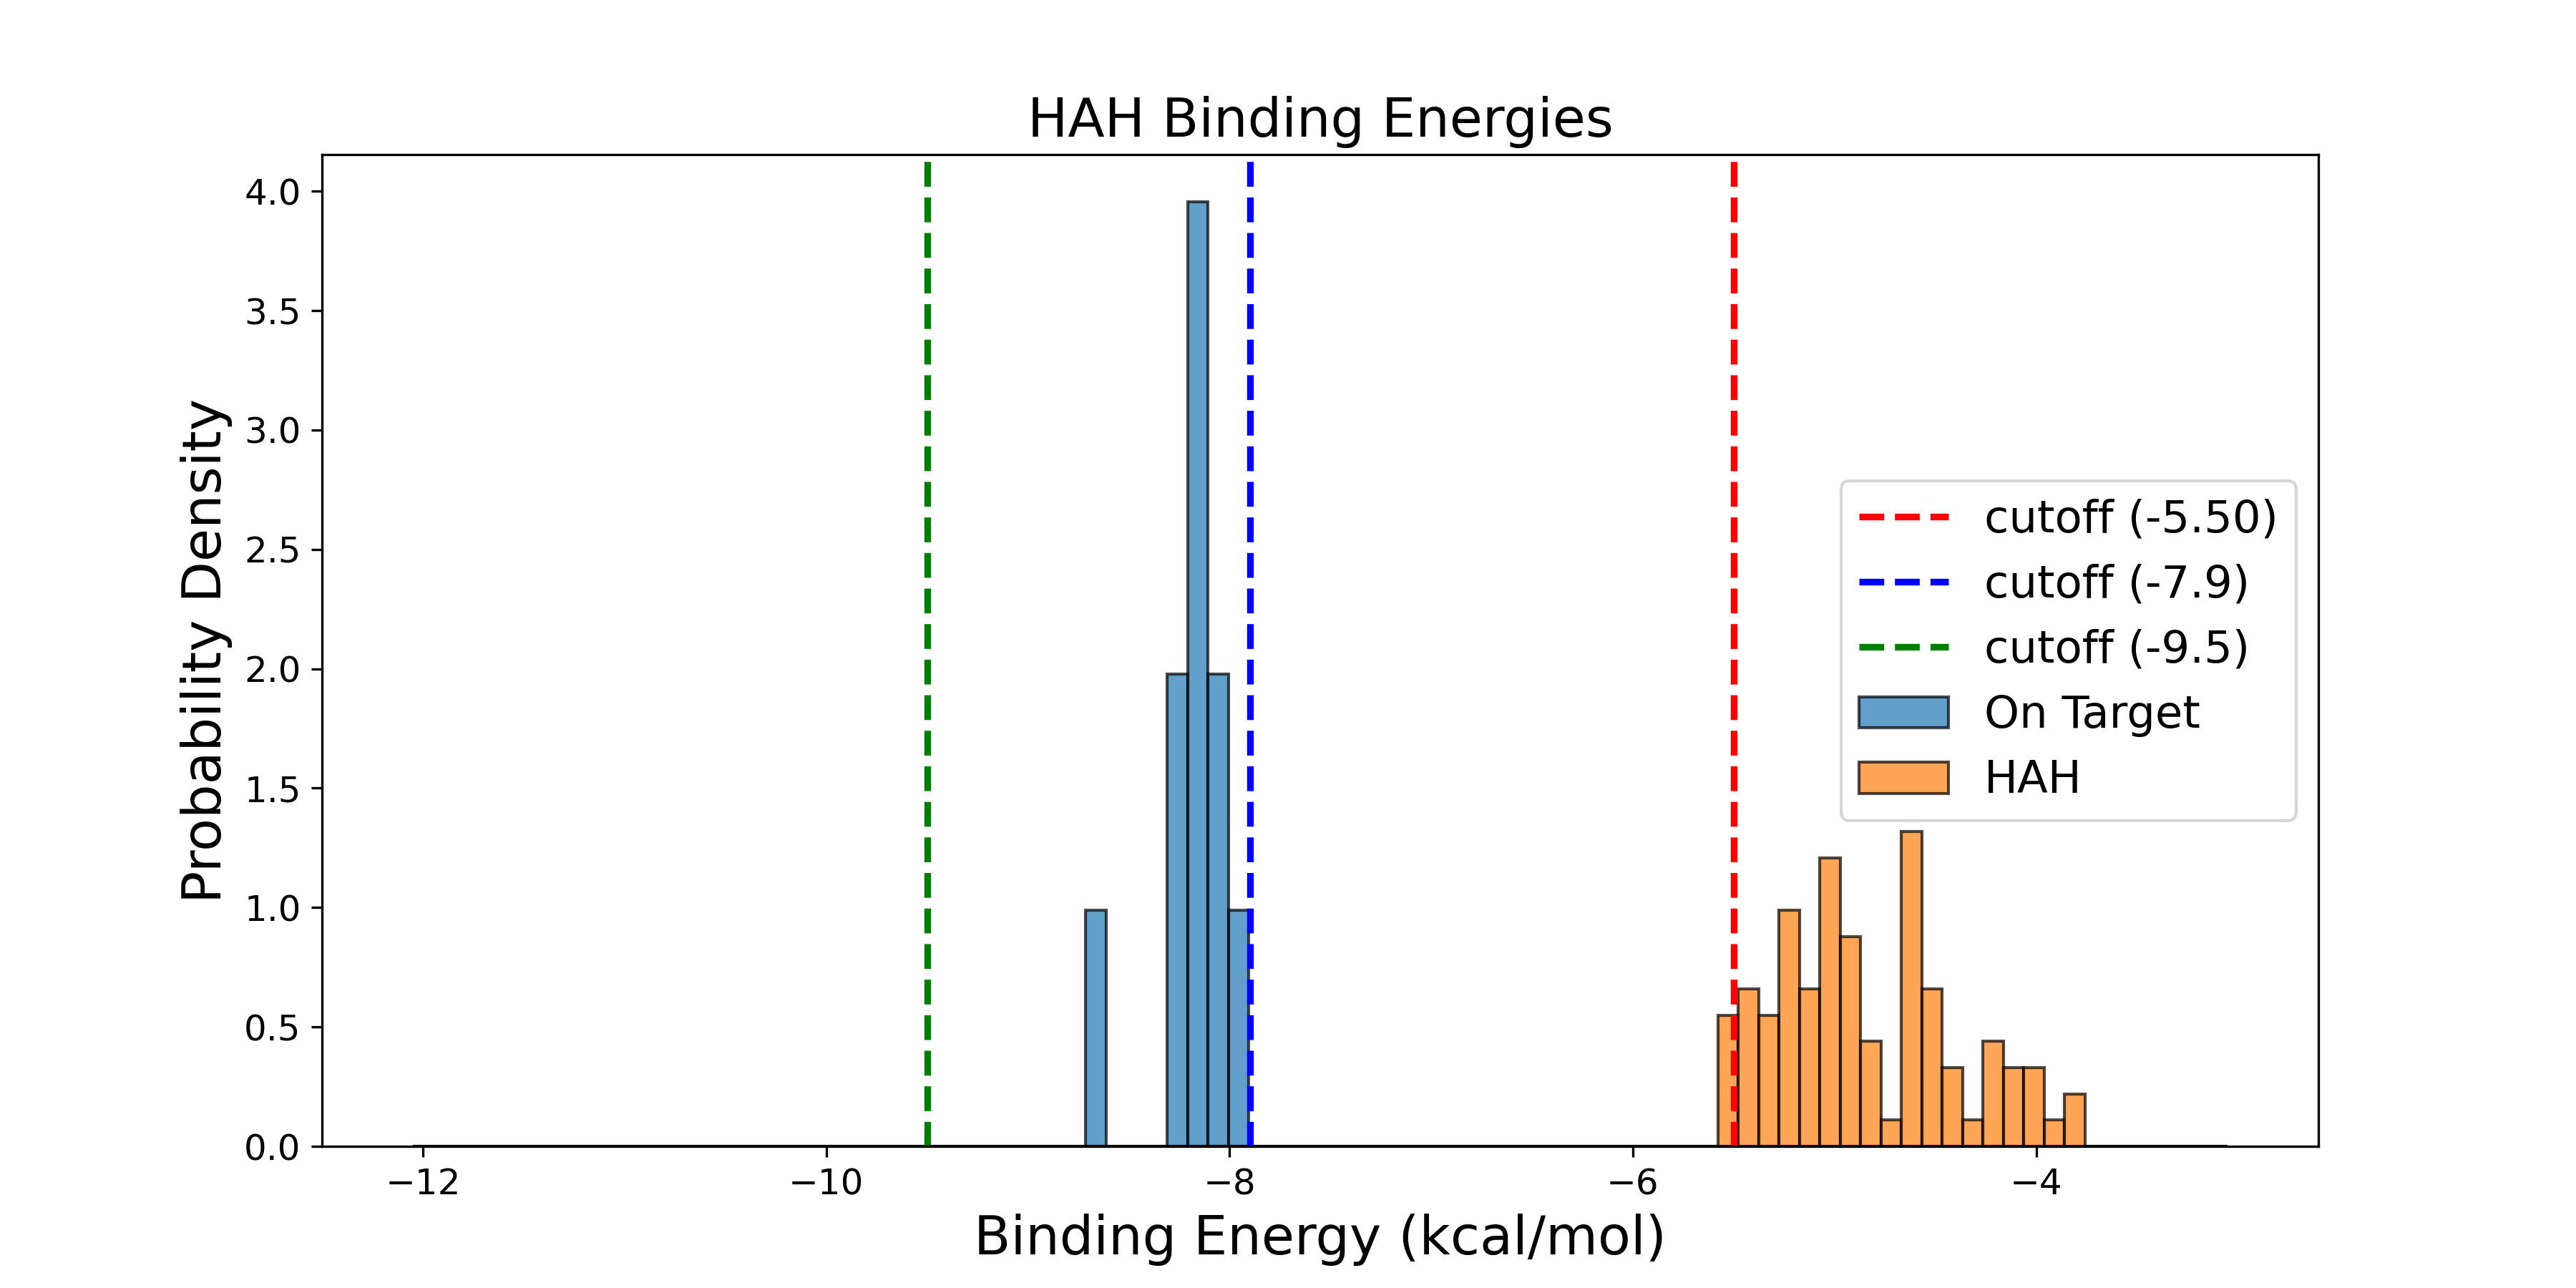 HAH Binding Energies
Probability Density
4.0
3.5
3.0
2.5
2.0
1.5
1.0
0.5
0.0
cutoff (-5.50)
cutoff (-7.9)
cutoff (-9.5)
On Target
HAH
−12
−10
−8
−6
−4
Binding Energy (kcal/mol)